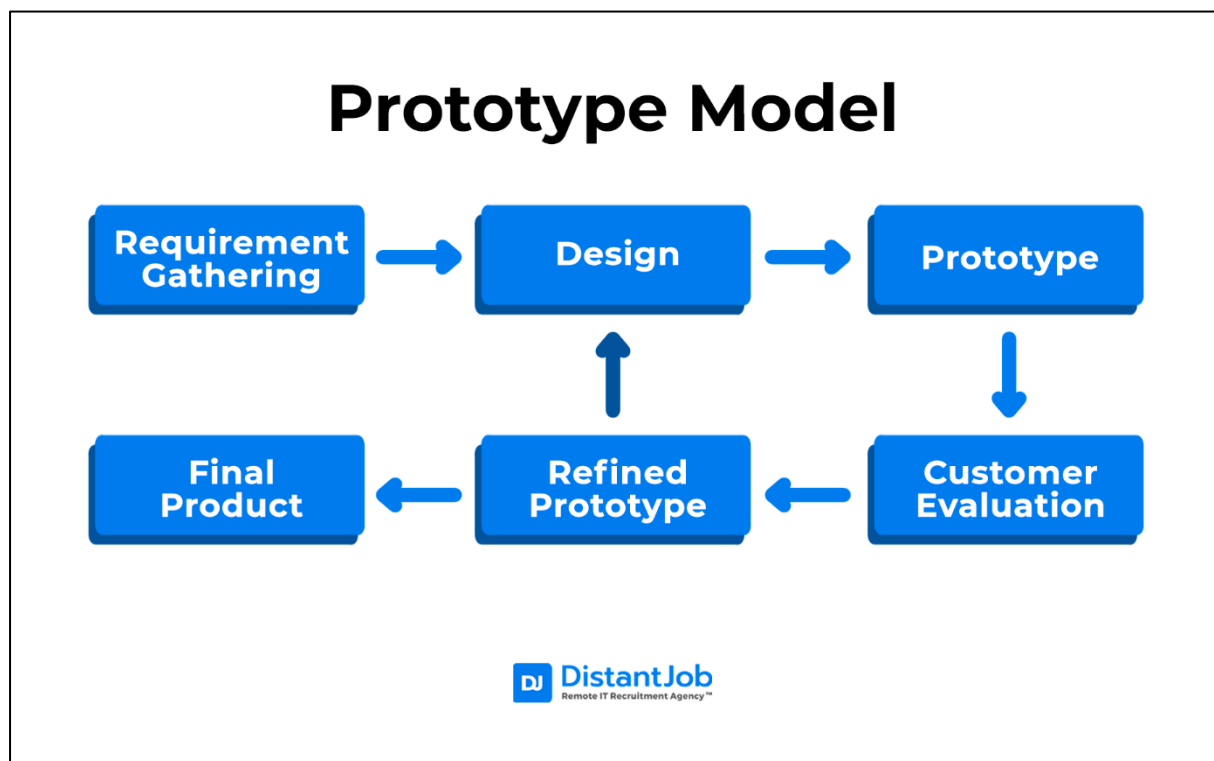 Prototype Model
Requirement
Gathering
Design
Prototype
Final
Product
Refined
Prototype
Customer
Evaluation
DJ DistantJob
Remote IT Recruitment Agency™